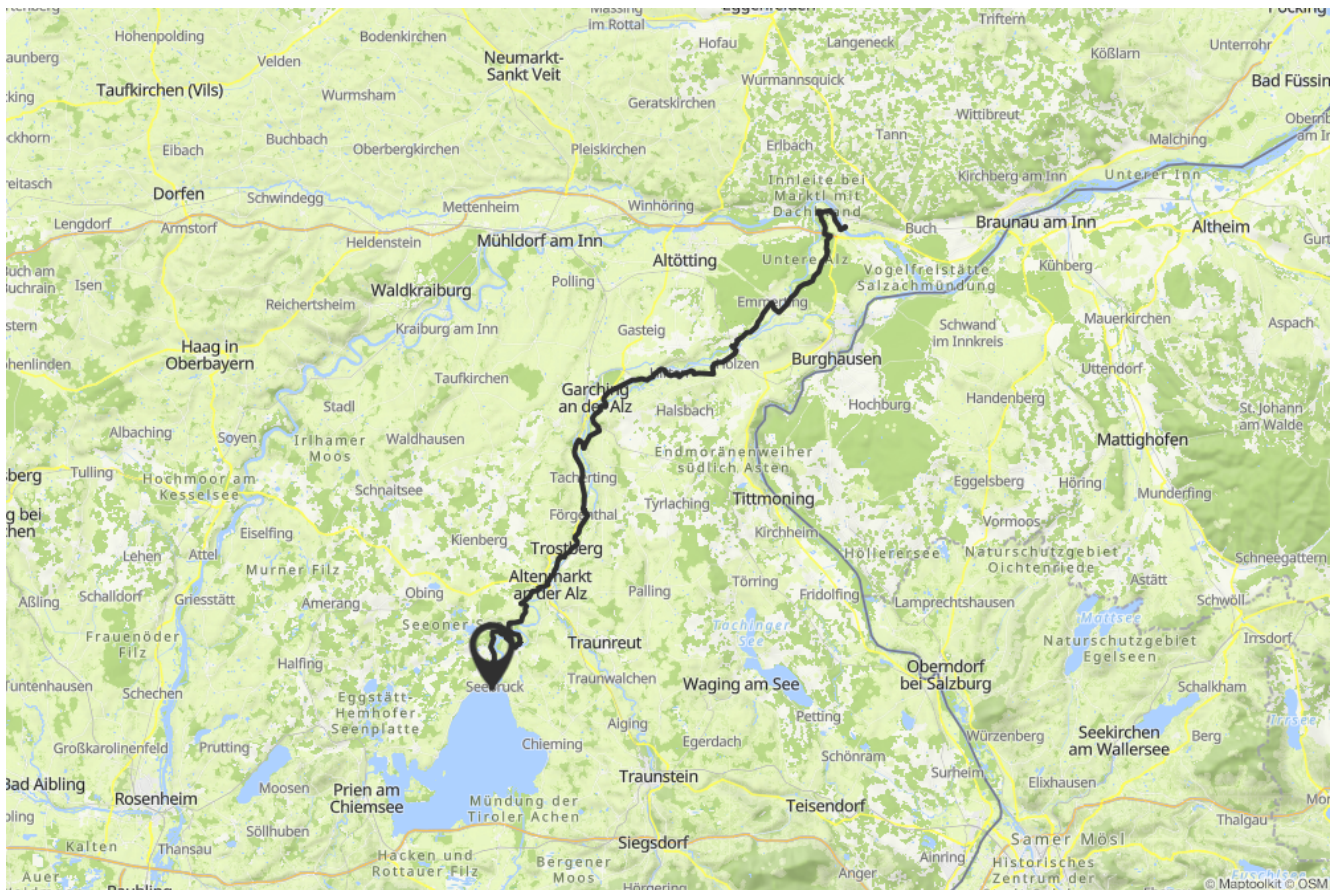 im Rottal
Triftern
Hohenpolding
Bodenkirchen
Hofau
Langeneck
Unterrohr
Neumarkt-
Sankt Veit
Velden
Kößlarn
Taufkirchen (Vils)
Wurmsham
Geratskirchen
Wurmannsquick
Bad Füssin
Wittibreut
Buchbach
Oberbergkirchen
Pleiskirchen
Erlbach
Tann
Malching
Eibach
Dorfen
Schwindegg
Mettenheim
Winhöring
Innleite bei
Marktl mit
Kirchberg am Inn
Unterer Inn
Lengdorf
Armstorf
Heldenstein
Mühldorf am Inn
Buch
Braunau am Inn
Altheim
Isen
Polling
Altötting
Untere Alz
Vogelfreistätte
Salzachmündung
Kühberg
Waldkraiburg
Reichertsheim
Kraiburg am Inn
Gasteig
Emmerting
Schwand
im Innkreis
Mauerkirchen
Aspach
Haag in
Oberbayern
Burghausen
Uttendorf
Taufkirchen
Garching
an der Alz
Halsbach
Hochburg
Handenberg
St. Johann
am Walde
Stadl
Albaching
Soyen
Irlhamer
Moos
Waldhausen
Endmoränenweiher
südlich Asten
Mattighofen
Tulling
Hochmoor am
Kesselsee
Schnaitsee
Tacherting
Tyrlaching
Tittmoning
Eggelsberg
Höring
Munderfing
Eiselfing
Förgenthal
Kirchheim
Vormoos
Lehen
Attel
Murner Filz
Kienberg
Trostberg
Höllerersee
Naturschutzgebiet
Oichtenriede
Schneegattern
Aßling
Schalldorf
Griesstätt
Amerang
Obing
Altenmarkt
an der Alz
Palling
Törring
Fridolfing
Lamprechtshausen
Astätt
Schwöll
Frauenöder
Filz
Seeoner
Traunreut
Tachinger
See
Mattsee
Naturschutzgebiet
Egelseen
Irrsdorf
Halfing
Tuntenhausen
Schechen
Eggstätt-
Hemhofer
Seenplatte
Traunwalchen
Waging am See
Oberndorf
bei Salzburg
Schalkham
Irrsee
Großkarolinenfeld
Prutting
Chieming
Aiging
Egerdach
Petting
Schönram
Würzenberg
Seekirchen
am Wallersee
Berg
Bad Aibling
Rosenheim
Moosen
Prien am
Chiemsee
Mündung der
Tiroler Achen
Traunstein
Teisendorf
Surheim
Elixhausen
Thalgau
Kalten
Thansau
Söllhuben
Siegsdorf
Samer Mösl
Hacken und
Rottauer Filz
Bergener
Moos
Anger
Ainring
Historisches
Zentrum der
Auer
© Maptoolkit © OSM